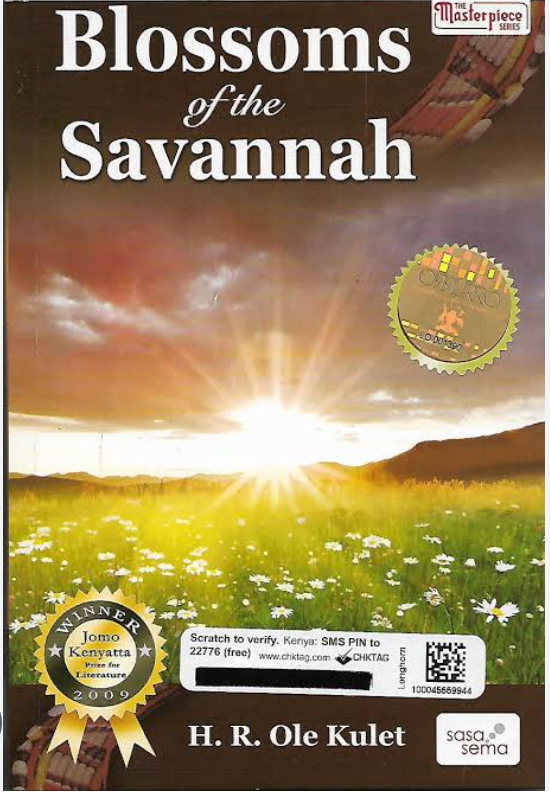 THE
Masterpiece
SERIES
Blossoms
of the
Savannah
WINNER
Jomo
Kenyatta
Prize for
Literature
2009
Scratch to verify. Kenya: SMS PIN to
22776 (free) www.chktag.com CHKTAG
Longhorn
100045659944
H. R. Ole Kulet
sasa
sema